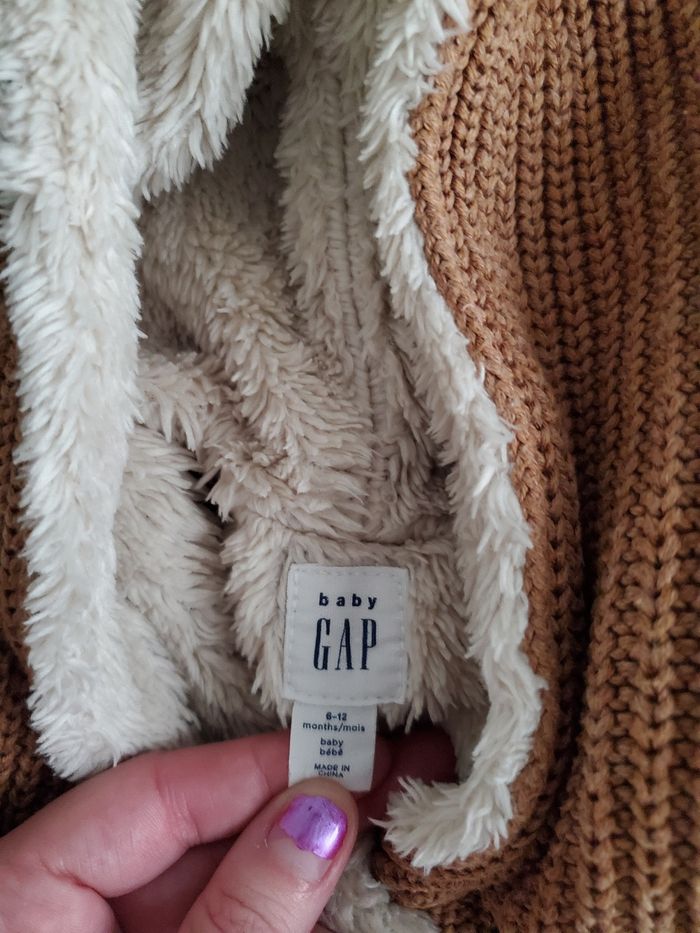 baby
GAP
6-12
months/mois
baby
bébé
MADE IN
CHINA